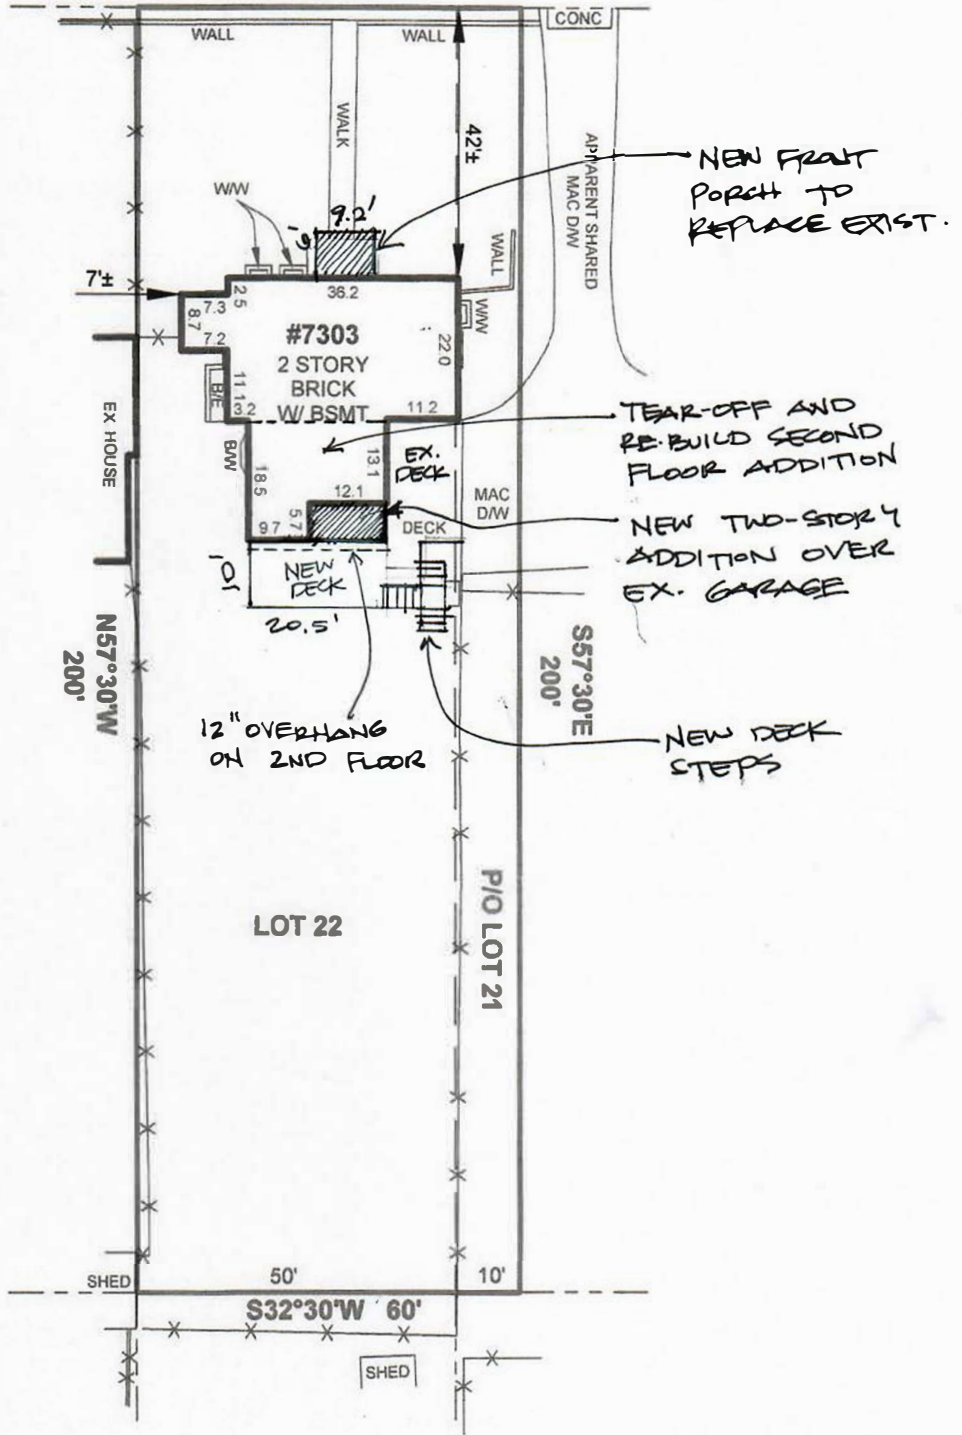 CONC
WALL
WALL
WALK
42'±
APPARENT SHARED
MAC D/W
NEW FRONT
PORCH TO
REPLACE EXIST.
W/W
9.2'
6'
WALL
7'±
2.5
36.2
7.3
8.7
7.2
#7303
2 STORY
BRICK
W/ BSMT
22.0
W/W
B/E
11.1
3.2
11.2
EX HOUSE
B/W
18.5
13.1
EX.
DECK
TEAR-OFF AND
RE-BUILD SECOND
FLOOR ADDITION
12.1
5.7
9.7
DECK
MAC
D/W
NEW TWO-STORY
ADDITION OVER
EX. GARAGE
10'
NEW
DECK
20.5'
N57°30'W
200'
S57°30'E
200'
12" OVERHANG
ON 2ND FLOOR
NEW DECK
STEPS
LOT 22
P/O LOT 21
SHED
50'
10'
S32°30'W 60'
SHED